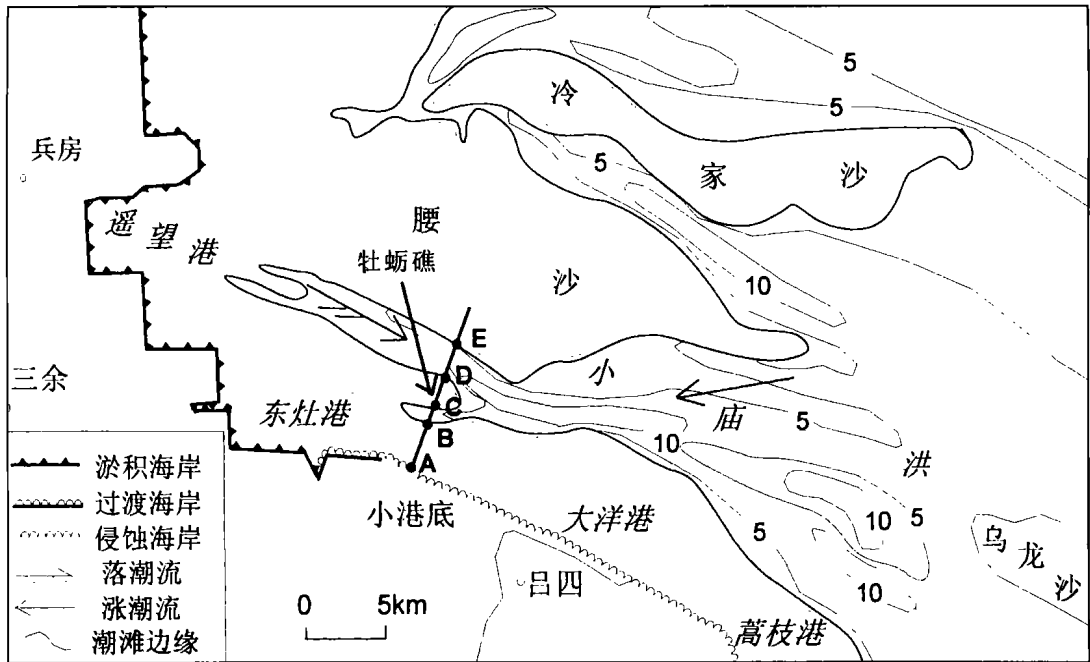 5
冷
5
兵房
5
家
沙
遥
望
港
腰
牡蛎礁
沙
10
E
三余
小
D
东灶港
C
庙
5
B
10
洪
A
淤积海岸
过渡海岸
小港底
大洋港
5
10
5
乌
龙
沙
侵蚀海岸
落潮流
吕四
10
涨潮流
0
5km
潮滩边缘
蒿枝港